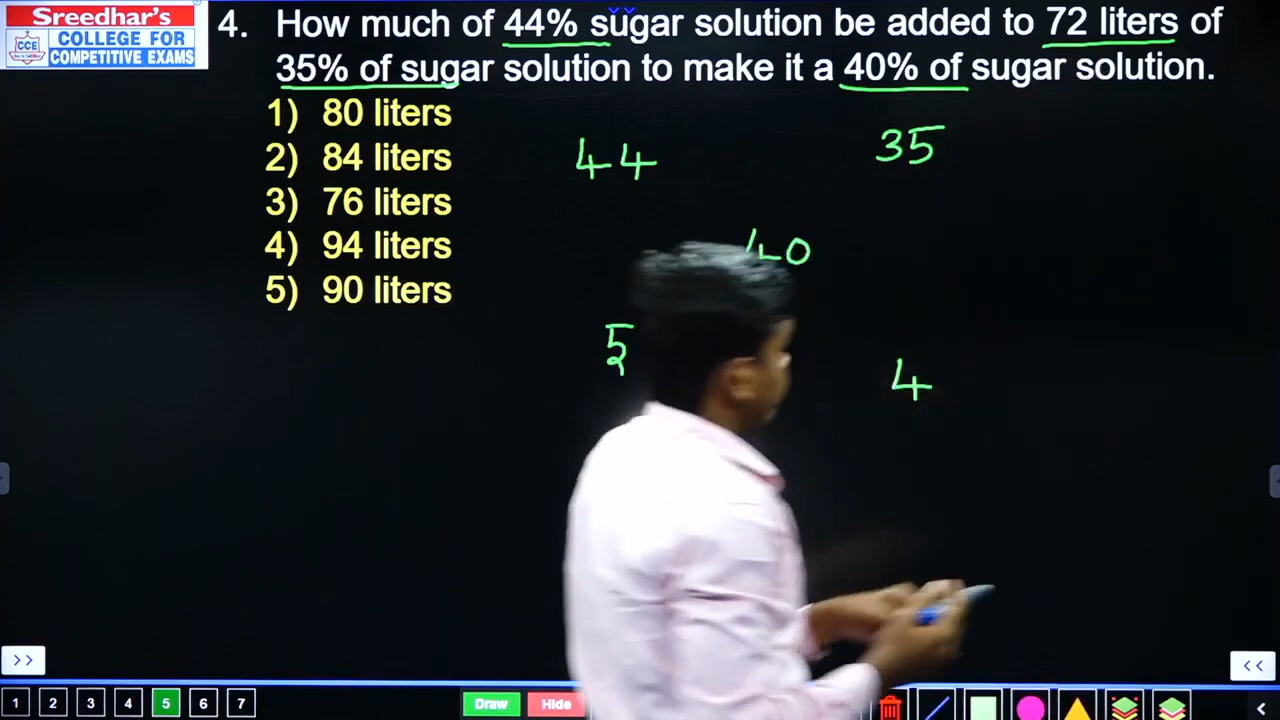 Sreedhar's
CCE
COLLEGE FOR
COMPETITIVE EXAMS
4. How much of 44% sugar solution be added to 72 liters of
35% of sugar solution to make it a 40% of sugar solution.
1) 80 liters
2) 84 liters
3) 76 liters
4) 94 liters
5) 90 liters
44 35
40
5 4
>> <<
1 2 3 4 5 6 7 Draw Hide <